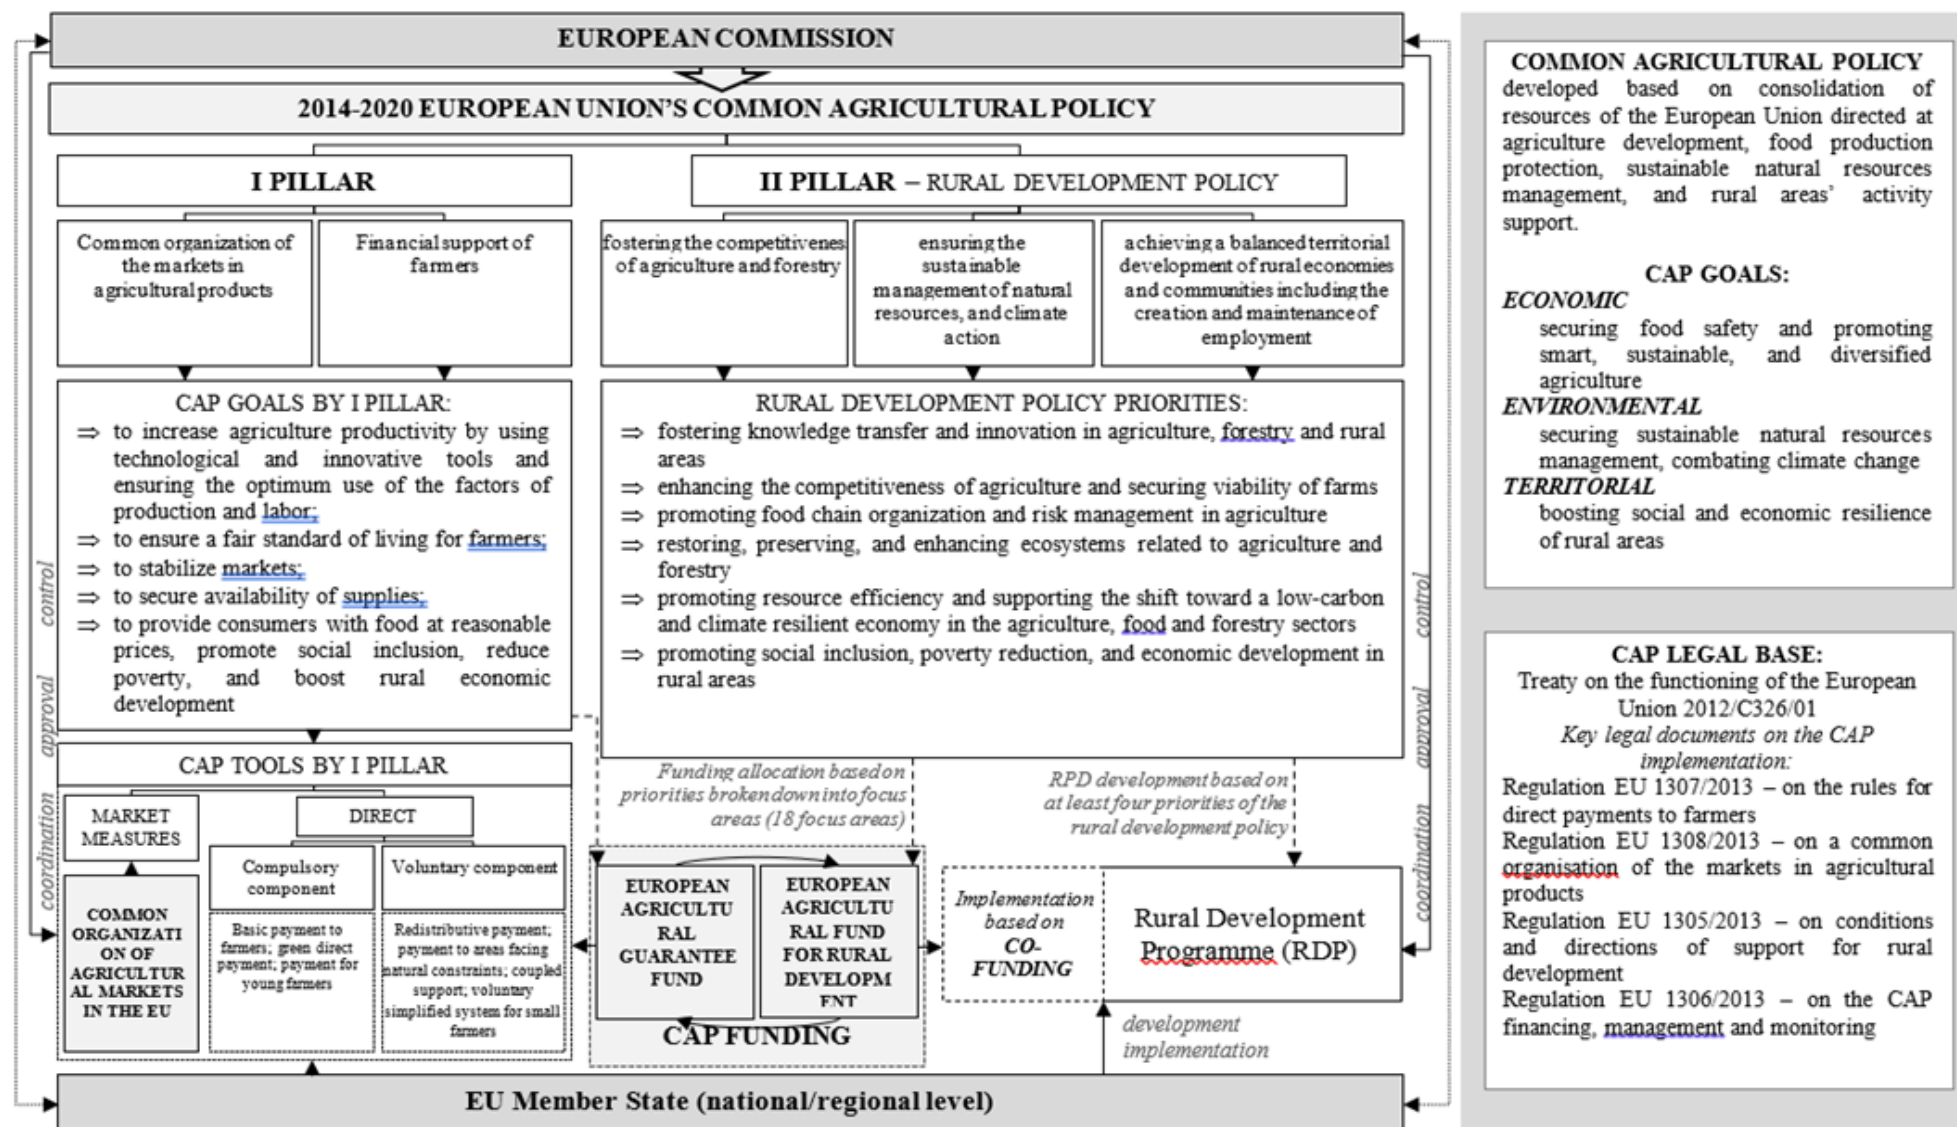 EUROPEAN COMMISSION
2014-2020 EUROPEAN UNION'S COMMON AGRICULTURAL POLICY
I PILLAR
II PILLAR – RURAL DEVELOPMENT POLICY
Common organization of
the markets in
agricultural products
Financial support of
farmers
fostering the competitivenes
of agriculture and forestry
ensuring the
sustainable
management of natural
resources, and climate
action
achieving a balanced territorial
development of rural economies
and communities including the
creation and maintenance of
employment
CAP GOALS BY I PILLAR:
⇒ to increase agriculture productivity by using
technological and innovative tools and
ensuring the optimum use of the factors of
production and labor;
⇒ to ensure a fair standard of living for farmers;
⇒ to stabilize markets;
⇒ to secure availability of supplies;
⇒ to provide consumers with food at reasonable
prices, promote social inclusion, reduce
poverty, and boost rural economic
development
RURAL DEVELOPMENT POLICY PRIORITIES:
⇒ fostering knowledge transfer and innovation in agriculture, forestry and rural
areas
⇒ enhancing the competitiveness of agriculture and securing viability of farms
⇒ promoting food chain organization and risk management in agriculture
⇒ restoring, preserving, and enhancing ecosystems related to agriculture and
forestry
⇒ promoting resource efficiency and supporting the shift toward a low-carbon
and climate resilient economy in the agriculture, food and forestry sectors
⇒ promoting social inclusion, poverty reduction, and economic development in
rural areas
coordination approval control
coordination approval control
CAP TOOLS BY I PILLAR
MARKET
MEASURES
DIRECT
Compulsory
component
Voluntary component
COMMON
ORGANIZATI
ON OF
AGRICULTUR
AL MARKETS
IN THE EU
Basic payment to
farmers; green direct
payment; payment for
young farmers
Redistributive payment;
payment to areas facing
natural constraints; coupled
support; voluntary
simplified system for small
farmers
Funding allocation based on
priorities broken down into focus
areas (18 focus areas)
RPD development based on
at least four priorities of the
rural development policy
EUROPEAN
AGRICULTU
RAL
GUARANTEE
FUND
EUROPEAN
AGRICULTU
RAL FUND
FOR RURAL
DEVELOPM
ENT
CAP FUNDING
Implementation
based on
CO-
FUNDING
Rural Development
Programme (RDP)
development
implementation
EU Member State (national/regional level)
COMMON AGRICULTURAL POLICY
developed based on consolidation of
resources of the European Union directed at
agriculture development, food production
protection, sustainable natural resources
management, and rural areas' activity
support.
CAP GOALS:
ECONOMIC
securing food safety and promoting
smart, sustainable, and diversified
agriculture
ENVIRONMENTAL
securing sustainable natural resources
management, combating climate change
TERRITORIAL
boosting social and economic resilience
of rural areas
CAP LEGAL BASE:
Treaty on the functioning of the European
Union 2012/C326/01
Key legal documents on the CAP
implementation:
Regulation EU 1307/2013 – on the rules for
direct payments to farmers
Regulation EU 1308/2013 – on a common
organisation of the markets in agricultural
products
Regulation EU 1305/2013 – on conditions
and directions of support for rural
development
Regulation EU 1306/2013 – on the CAP
financing, management and monitoring